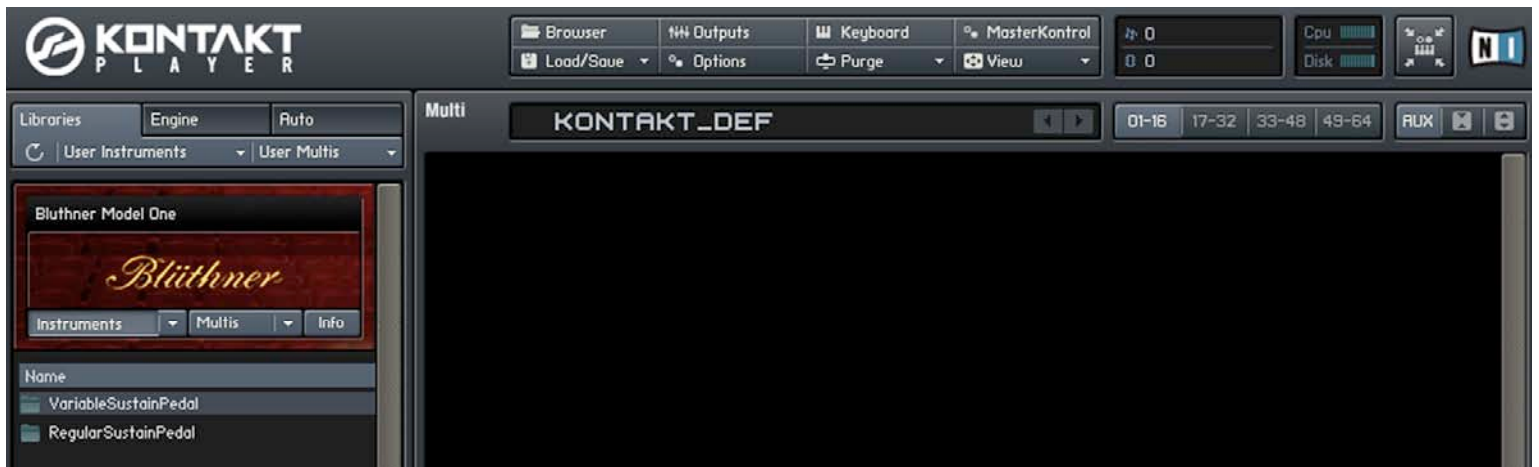 KONTAKT
PLAYER
Browser Outputs Keyboard MasterKontrol
Load/Save Options Purge View
0
0
Cpu
Disk
NI
Libraries Engine Auto
User Instruments User Multis
Multi KONTAKT_DEF 01-16 17-32 33-48 49-64 AUX
Bluthner Model One
Blüthner
Instruments Multis Info
Name
VariableSustainPedal
RegularSustainPedal